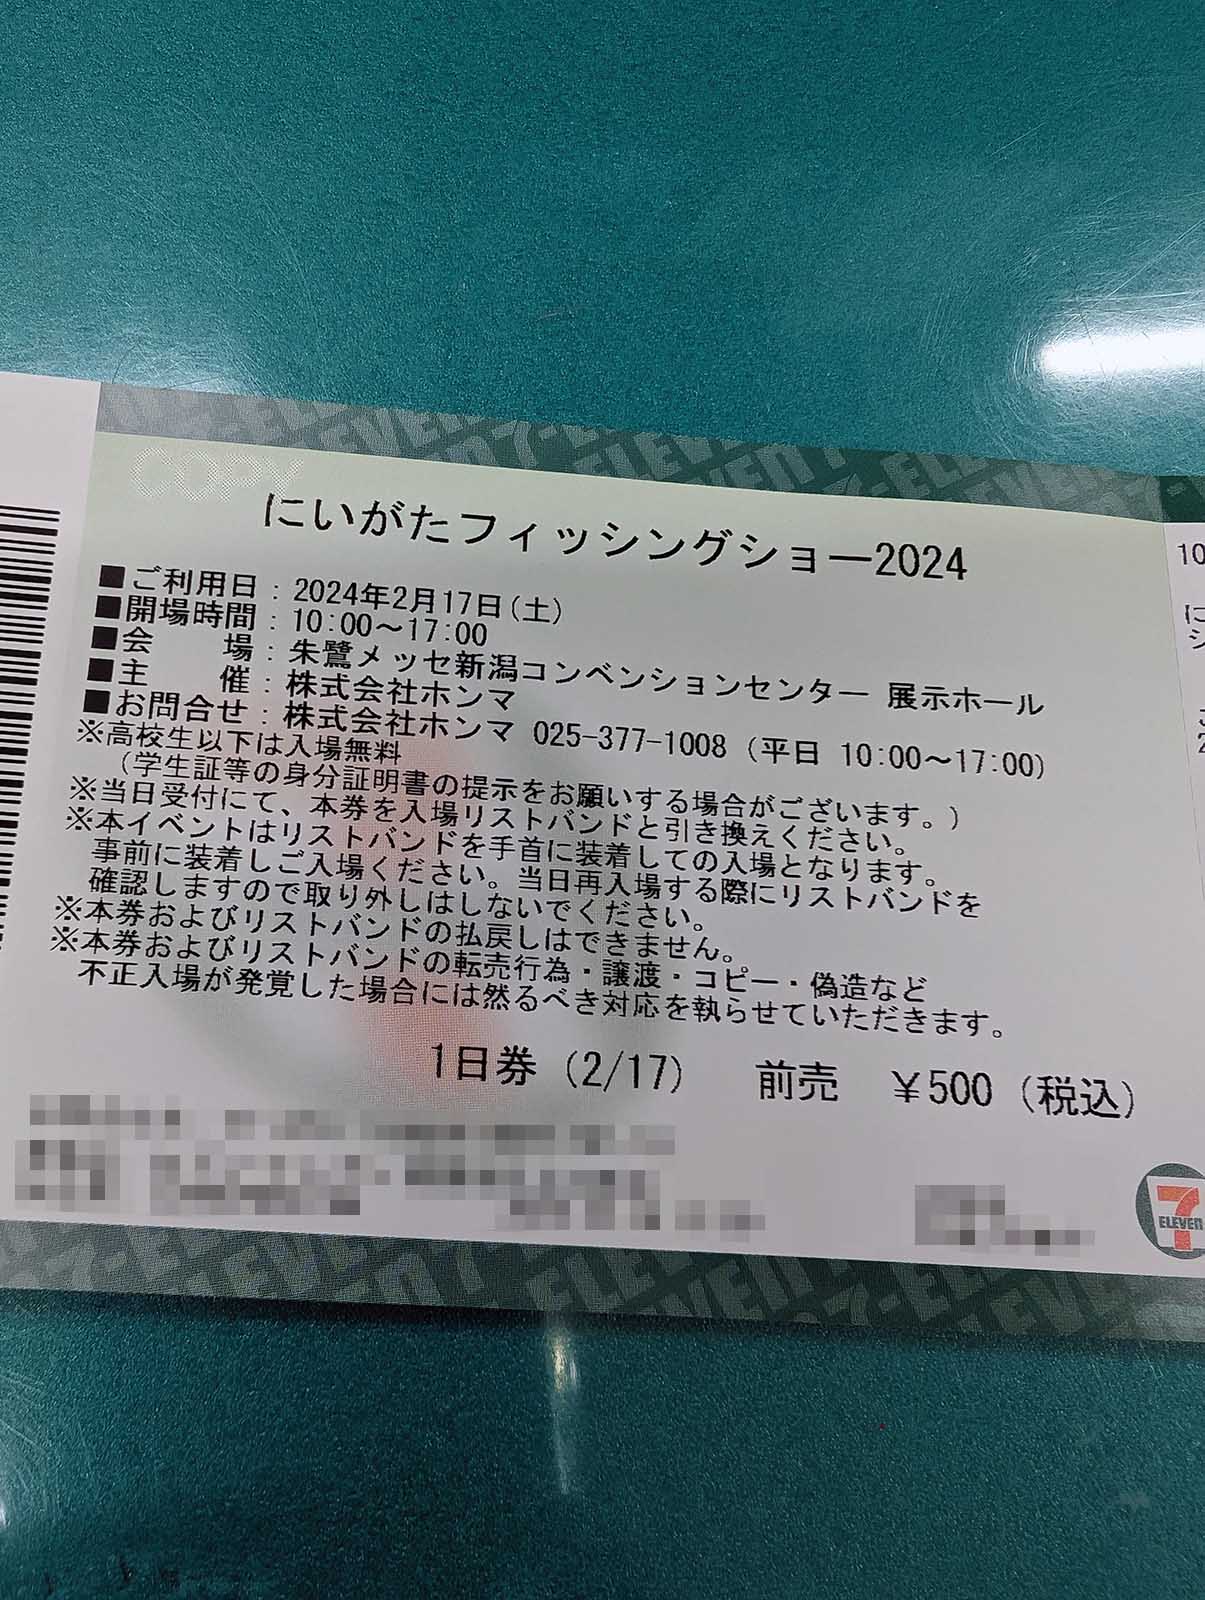 7-ELEVEN 7-ELEVEN
COPY
にいがたフィッシングショー2024
■ご利用日：2024年2月17日(土)
■開場時間：10:00～17:00
■会　　場：朱鷺メッセ新潟コンベンションセンター 展示ホール
■主　　催：株式会社ホンマ
■お問合せ：株式会社ホンマ 025-377-1008 (平日 10:00～17:00)
※高校生以下は入場無料
（学生証等の身分証明書の提示をお願いする場合がございます。）
※当日受付にて、本券を入場リストバンドと引き換えください。
※本イベントはリストバンドを手首に装着しての入場となります。
事前に装着しご入場ください。当日再入場する際にリストバンドを
確認しますので取り外しはしないでください。
※本券およびリストバンドの払戻しはできません。
※本券およびリストバンドの転売行為・譲渡・コピー・偽造など
不正入場が発覚した場合には然るべき対応を執らせていただきます。
1日券（2/17）　前売　￥500（税込）
7 ELEVEN
7-ELEVEN 7-ELEVEN
10
に
シ
2